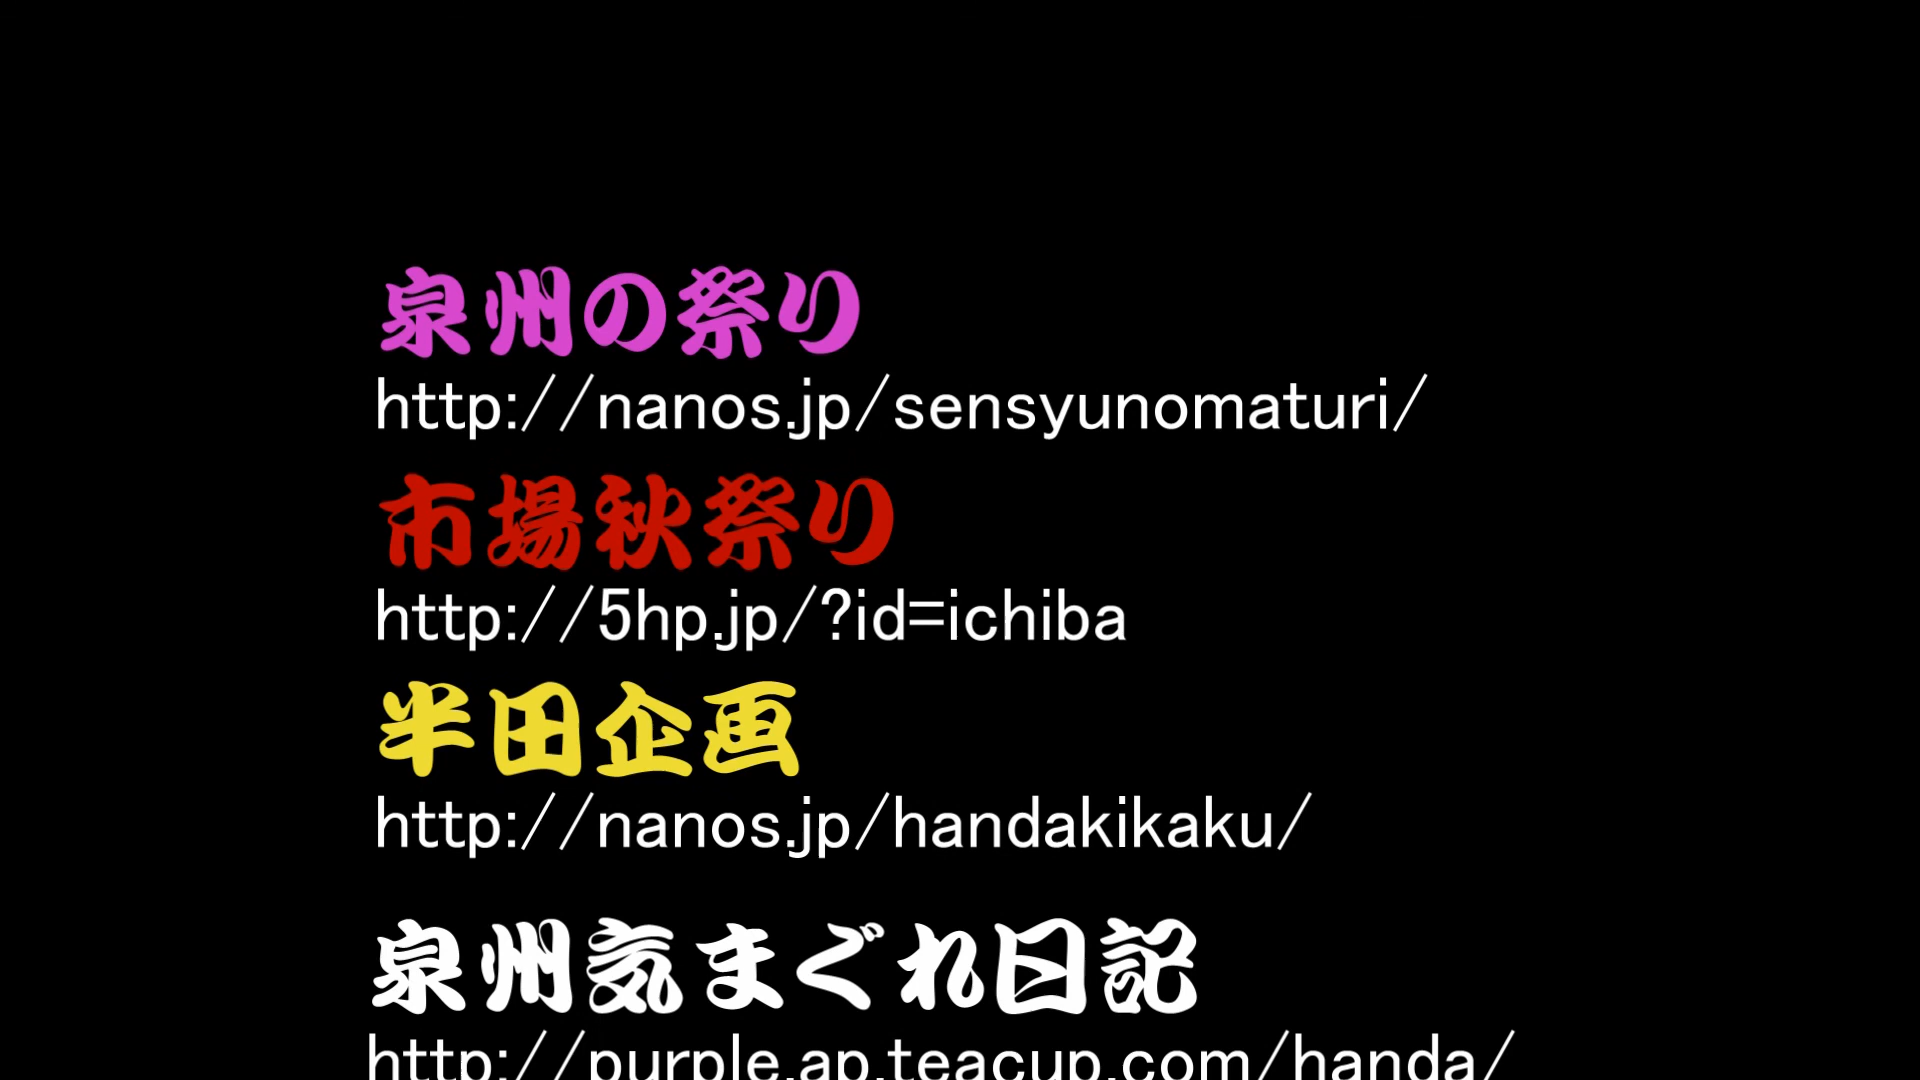 泉州の祭り
http://nanos.jp/sensyunomaturi/
市場秋祭り
http://5hp.jp/?id=ichiba
半田企画
http://nanos.jp/handakikaku/
泉州気まぐれ日記
http://purple.ap.teacup.com/handa/